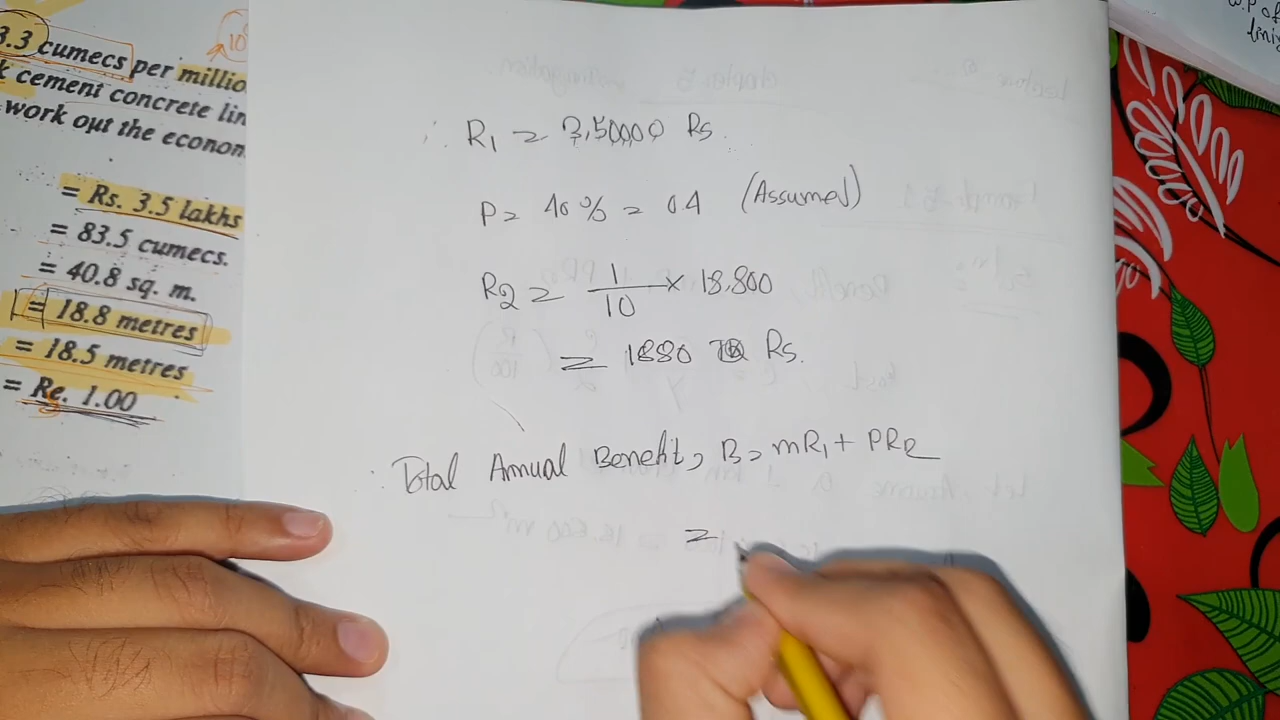 3.3 cumecs per millio
k cement concrete lin
work out the econom
= Rs. 3.5 lakhs
= 83.5 cumecs.
= 40.8 sq. m.
= 18.8 metres
= 18.5 metres
= Re. 1.00
∴ R1 = 3,50000 Rs.
P = 40% = 0.4 (Assumed)
R2 = 1/10 × 18,800
= 1880 Rs.
∴ Total Annual Benefit, B = mR1 + PR2
=